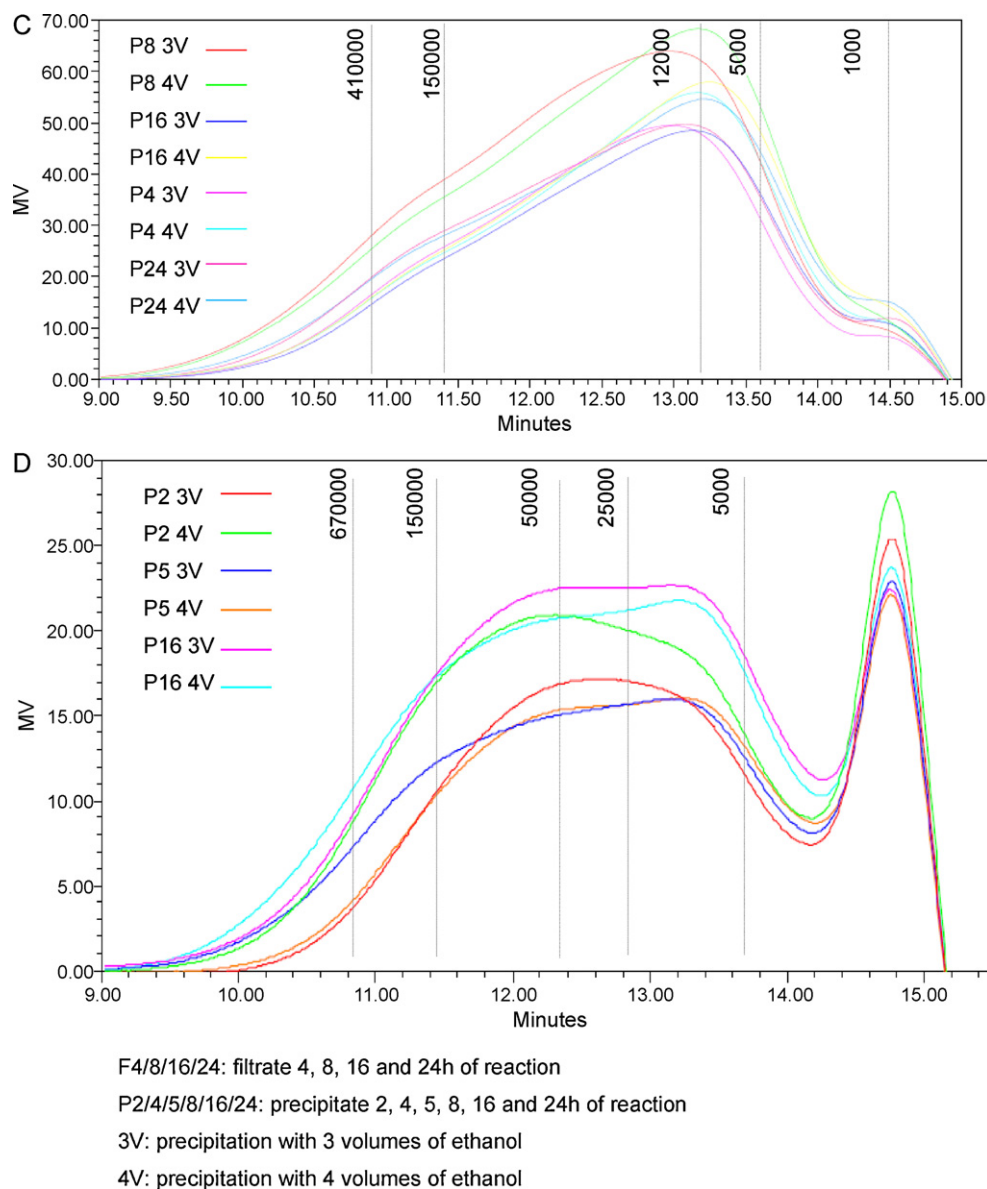 C
70.00
60.00
50.00
40.00
30.00
20.00
10.00
0.00
MV
P8 3V
P8 4V
P16 3V
P16 4V
P4 3V
P4 4V
P24 3V
P24 4V
410000
150000
12000
5000
1000
9.00 9.50 10.00 10.50 11.00 11.50 12.00 12.50 13.00 13.50 14.00 14.50 15.00
Minutes
D
30.00
25.00
20.00
15.00
10.00
5.00
0.00
MV
P2 3V
P2 4V
P5 3V
P5 4V
P16 3V
P16 4V
670000
150000
50000
25000
5000
9.00 10.00 11.00 12.00 13.00 14.00 15.00
Minutes
F4/8/16/24: filtrate 4, 8, 16 and 24h of reaction
P2/4/5/8/16/24: precipitate 2, 4, 5, 8, 16 and 24h of reaction
3V: precipitation with 3 volumes of ethanol
4V: precipitation with 4 volumes of ethanol